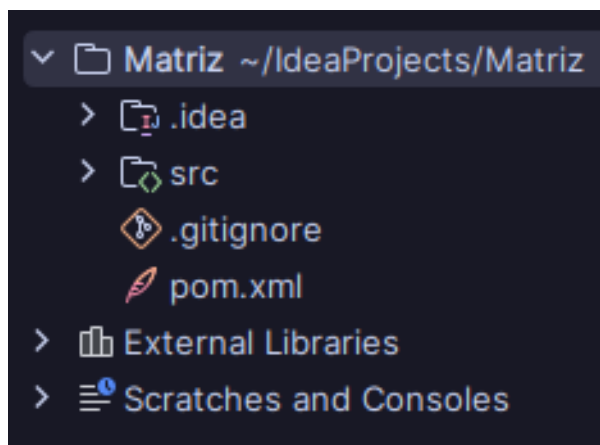 Matriz ~/IdeaProjects/Matriz
.idea
src
.gitignore
pom.xml
External Libraries
Scratches and Consoles